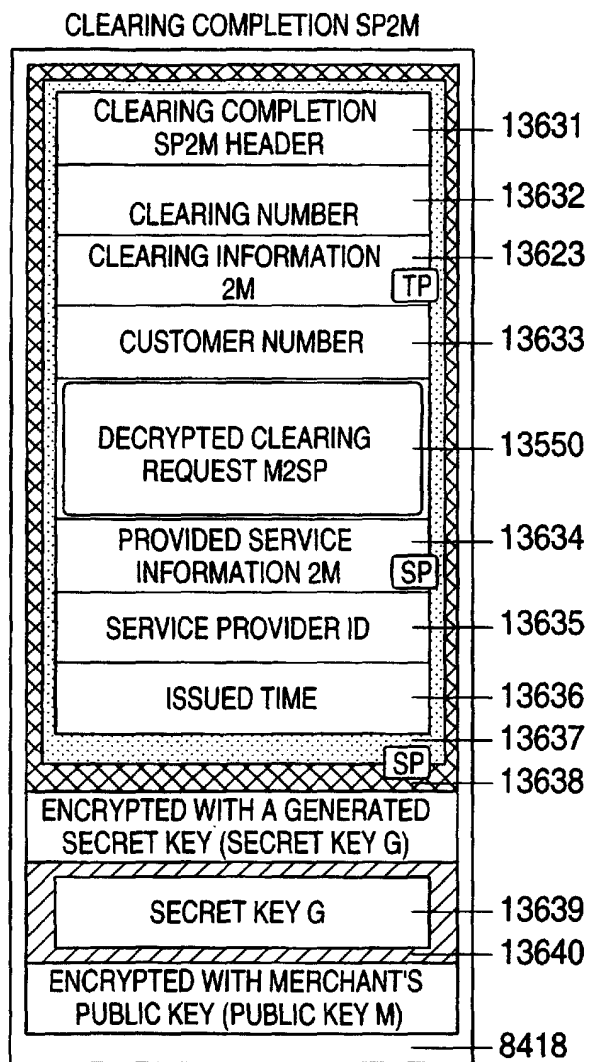 CLEARING COMPLETION SP2M
CLEARING COMPLETION
SP2M HEADER
13631
CLEARING NUMBER
13632
CLEARING INFORMATION
2M
TP
13623
CUSTOMER NUMBER
13633
DECRYPTED CLEARING
REQUEST M2SP
13550
PROVIDED SERVICE
INFORMATION 2M
SP
13634
SERVICE PROVIDER ID
13635
ISSUED TIME
13636
13637
SP
13638
ENCRYPTED WITH A GENERATED
SECRET KEY (SECRET KEY G)
SECRET KEY G
13639
13640
ENCRYPTED WITH MERCHANT'S
PUBLIC KEY (PUBLIC KEY M)
8418